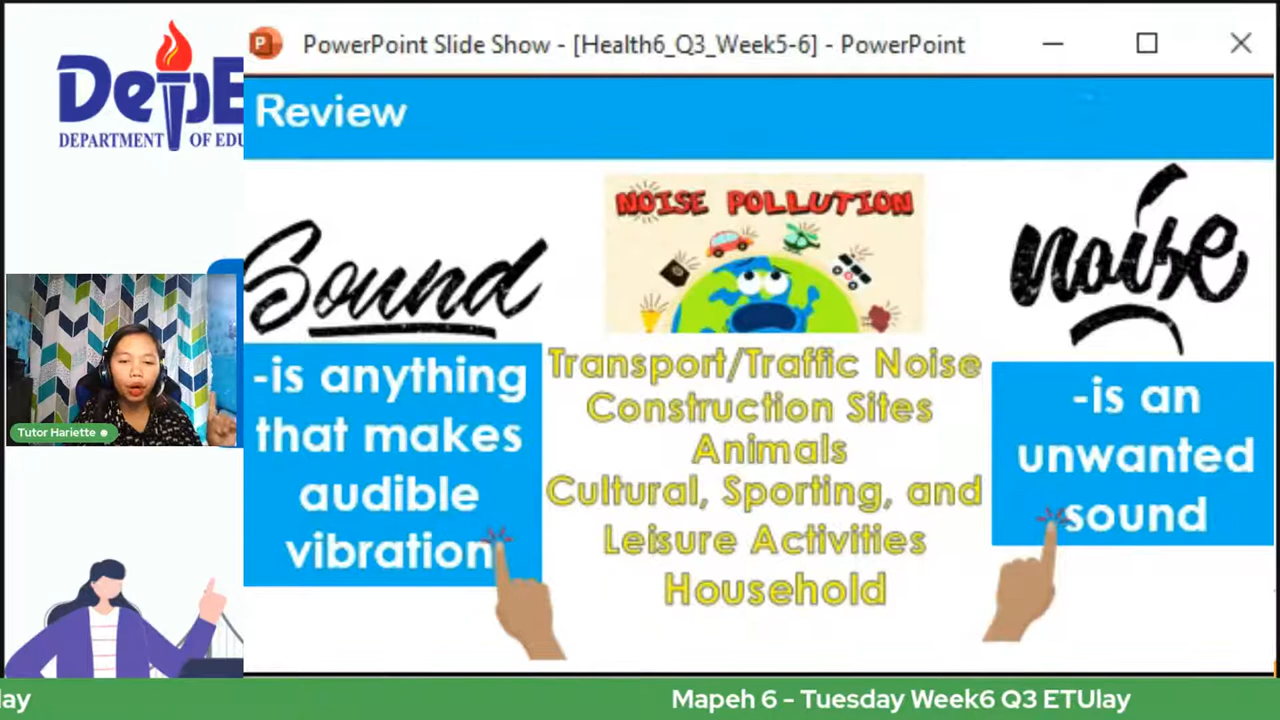 PowerPoint Slide Show - [Health6_Q3_Week5-6] - PowerPoint
DepE
DEPARTMENT OF EDU
Review
Sound
-is anything
that makes
audible
vibration
NOISE POLLUTION
Transport/Traffic Noise
Construction Sites
Animals
Cultural, Sporting, and
Leisure Activities
Household
noise
-is an
unwanted
sound
Tutor Hariette
lay
Mapeh 6 - Tuesday Week6 Q3 ETUlay